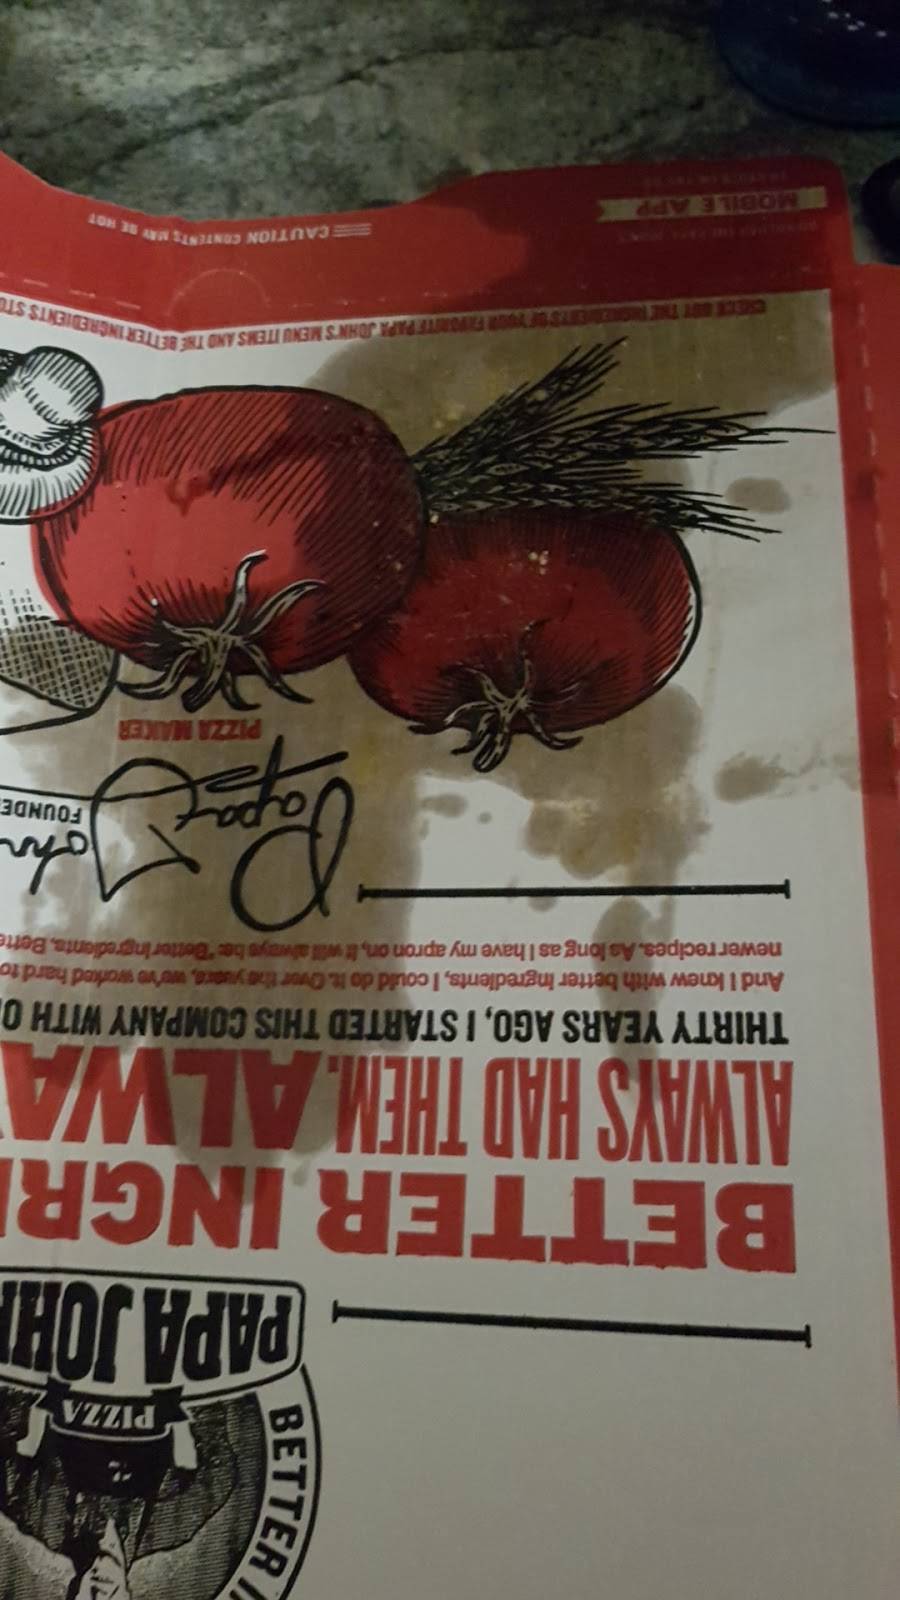 BETTER I
PAPA JOH
PIZZA
BETTER INGR
ALWAYS HAD THEM. ALWA
THIRTY YEARS AGO, I STARTED THIS COMPANY WITH O
And I knew with better ingredients, I could do it. Over the years, we've worked hard to
newer recipes. As long as I have my apron on, it will always be: "Better Ingredients, Bette
Papa John
FOUNDE
PIZZA MAKER
CHECK OUT THE INGREDIENTS OF YOUR FAVORITE PAPA JOHN'S MENU ITEMS AND THE BETTER INGREDIENTS STO
MOBILE APP
CAUTION CONTENTS MAY BE HOT